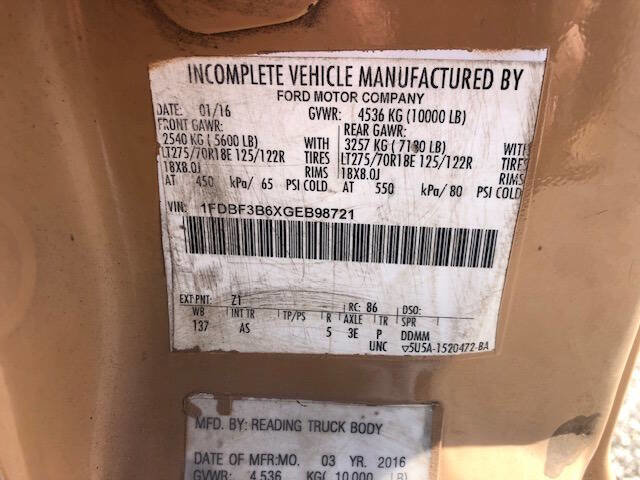 INCOMPLETE VEHICLE MANUFACTURED BY
FORD MOTOR COMPANY
DATE: 01/16 GVWR: 4536 KG (10000 LB)
FRONT GAWR: REAR GAWR:
2540 KG ( 5600 LB) WITH 3257 KG ( 7180 LB) WITH
LT275/70R18E 125/122R TIRES LT275/70R18E 125/122R TIRES
18X8.0J RIMS 18X8.0J RIMS
AT 450 kPa/ 65 PSI COLD AT 550 kPa/ 80 PSI COLD
VIN: 1FDBF3B6XGEB98721
EXT PNT: Z1 RC: 86 DSO:
WB INT TR TP/PS R AXLE TR SPR
137 AS 5 3E P DDMM
UNC ▽5U5A-1520472-BA
MFD. BY: READING TRUCK BODY
DATE OF MFR:MO. 03 YR. 2016
GVWR: 4,536 KG( 10,000 LB)